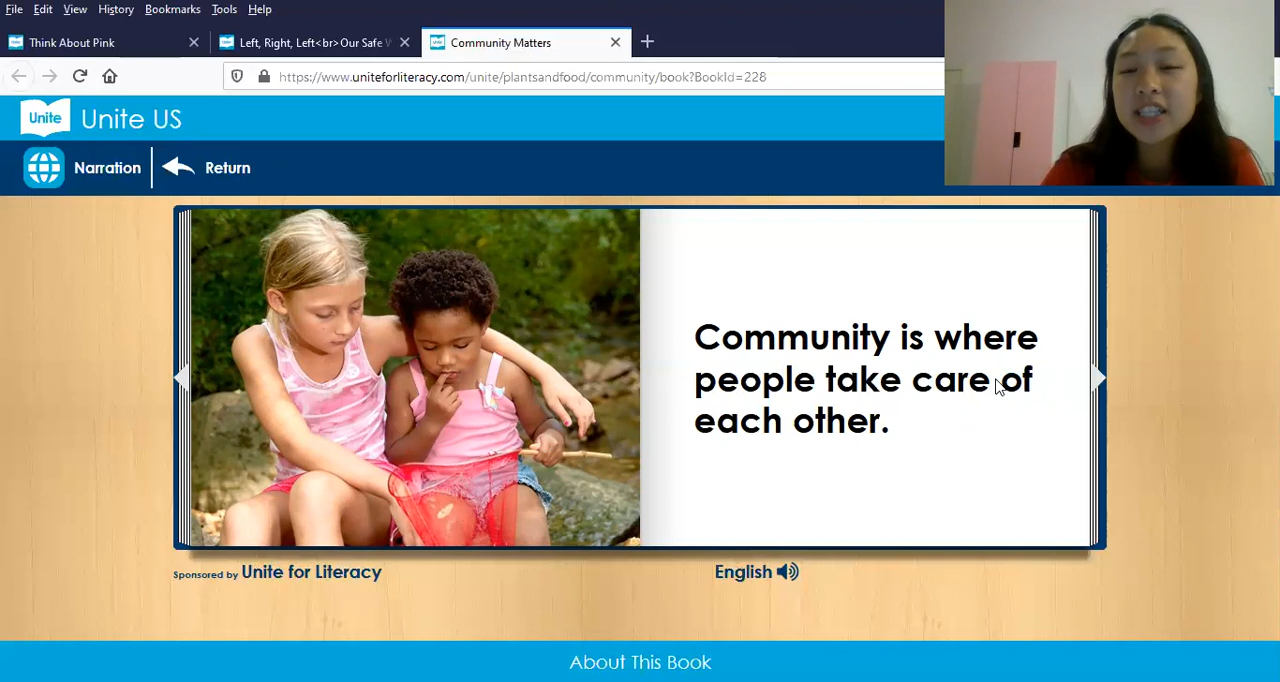 File Edit View History Bookmarks Tools Help
Think About Pink
Left, Right, Left<br>Our Safe W
Community Matters
https://www.uniteforliteracy.com/unite/plantsandfood/community/book?BookId=228
Unite Unite US
Narration Return
Community is where
people take care of
each other.
Sponsored by Unite for Literacy
English
About This Book